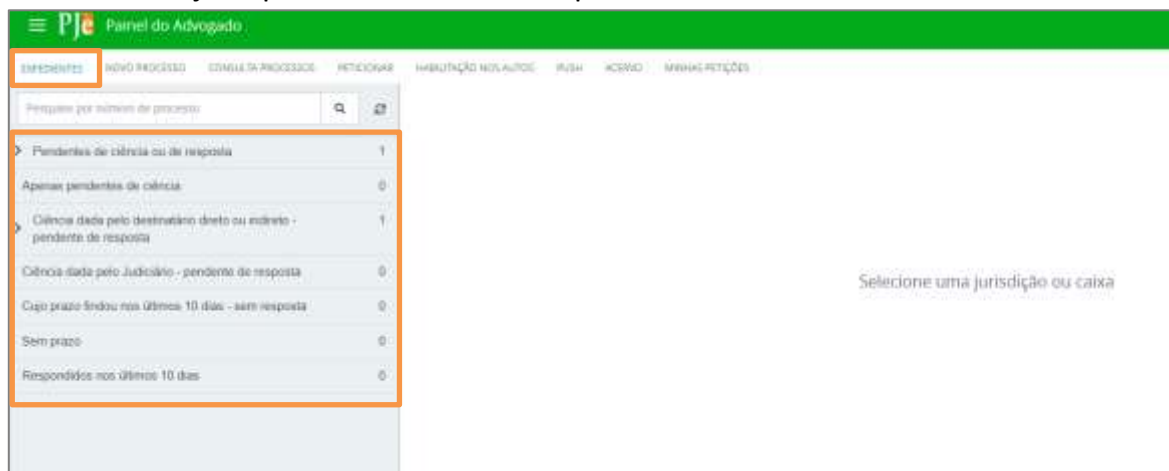 PJe Painel do Advogado
EXPEDIENTES NOVO PROCESSO CONSULTA PROCESSOS PETICIONAR HABILITAÇÃO NOS AUTOS PUSH ACERVO MINHAS PETIÇÕES
Pesquise por número de processo
Pendentes de ciência ou de resposta 1
Apenas pendentes de ciência 0
Ciência dada pelo destinatário direto ou indireto - 1
pendente de resposta
Ciência dada pelo Judiciário - pendente de resposta 0
Selecione uma jurisdição ou caixa
Cujo prazo findou nos últimos 10 dias - sem resposta 0
Sem prazo 0
Respondidos nos últimos 10 dias 0